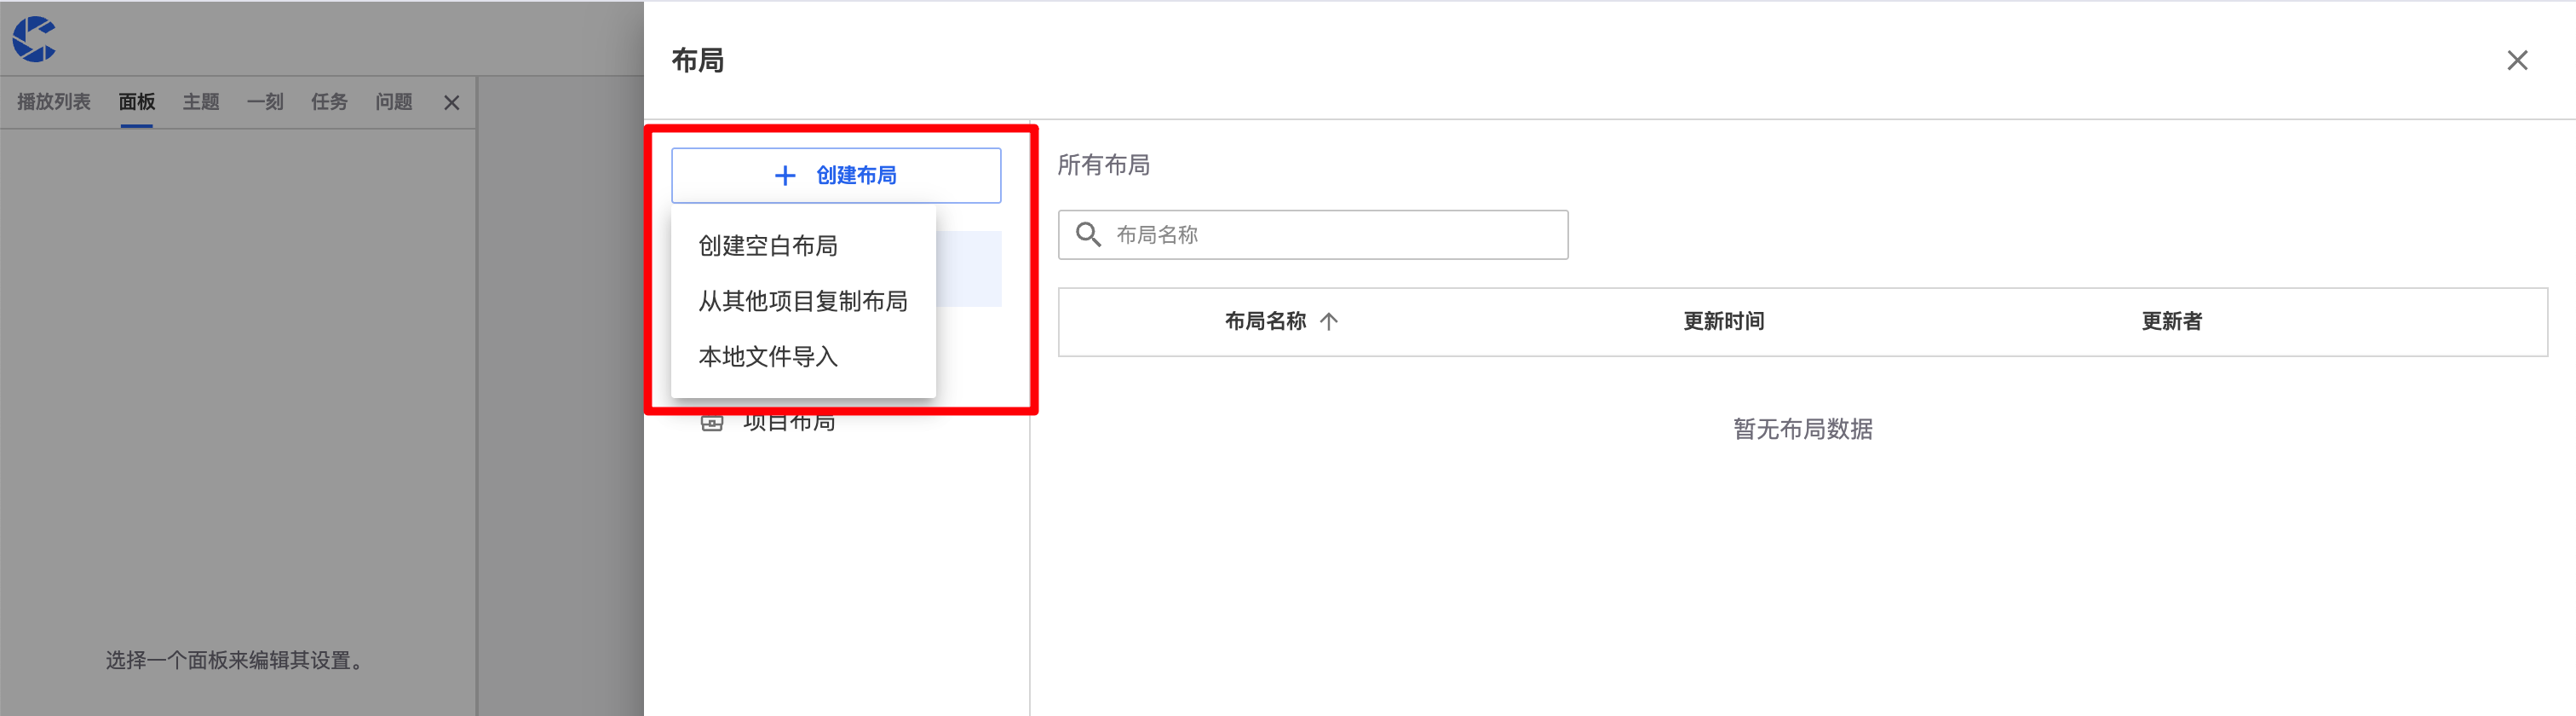 布局
播放列表 面板 主题 一刻 任务 问题
创建布局
创建空白布局
从其他项目复制布局
本地文件导入
项目布局
所有布局
布局名称
布局名称 更新时间 更新者
暂无布局数据
选择一个面板来编辑其设置。